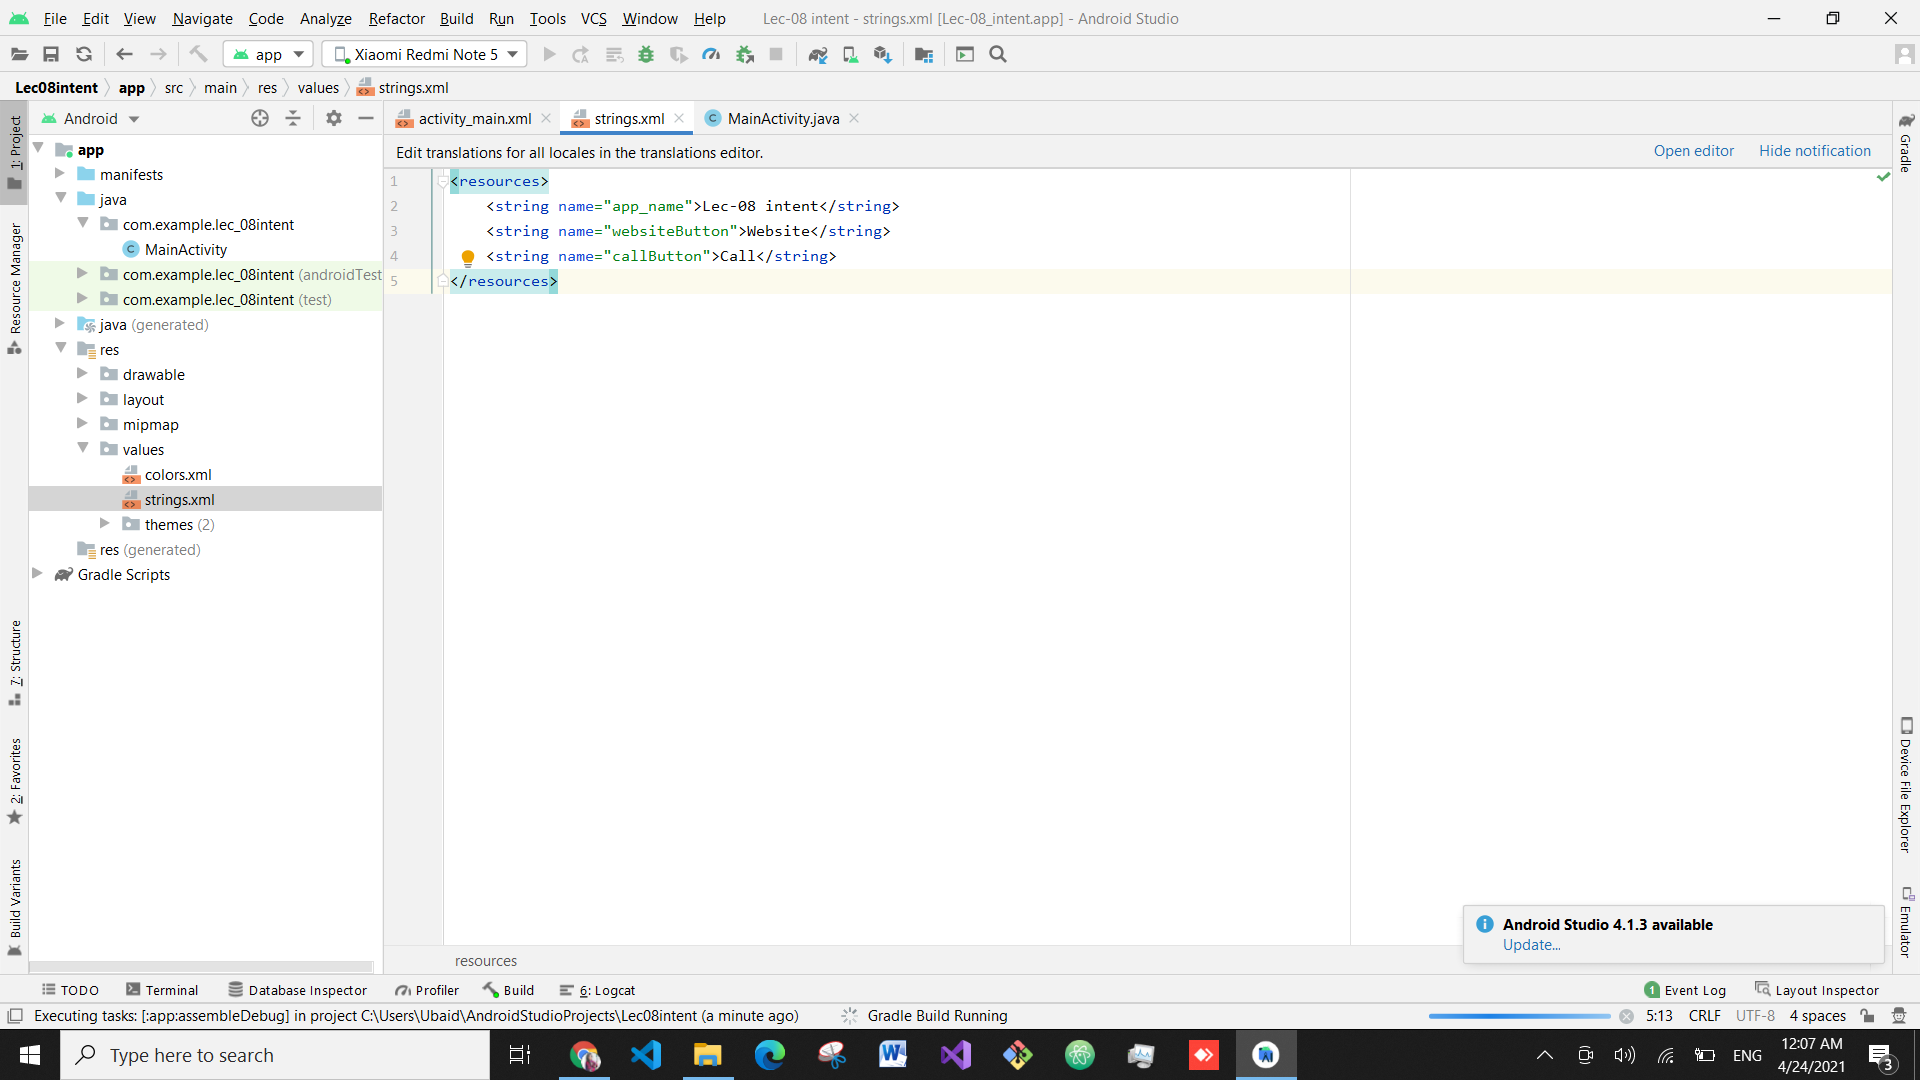 File Edit View Navigate Code Analyze Refactor Build Run Tools VCS Window Help Lec-08 intent - strings.xml [Lec-08_intent.app] - Android Studio
app Xiaomi Redmi Note 5
Lec08intent app src main res values strings.xml
Android
activity_main.xml strings.xml MainActivity.java
Edit translations for all locales in the translations editor. Open editor Hide notification
1: Project
Resource Manager
7: Structure
2: Favorites
Build Variants
app
manifests
java
com.example.lec_08intent
MainActivity
com.example.lec_08intent (androidTest
com.example.lec_08intent (test)
java (generated)
res
drawable
layout
mipmap
values
colors.xml
strings.xml
themes (2)
res (generated)
Gradle Scripts
1 <resources>
2 <string name="app_name">Lec-08 intent</string>
3 <string name="websiteButton">Website</string>
4 <string name="callButton">Call</string>
5 </resources>
Gradle
Device File Explorer
Emulator
Android Studio 4.1.3 available
Update...
resources
TODO Terminal Database Inspector Profiler Build 6: Logcat 1 Event Log Layout Inspector
Executing tasks: [:app:assembleDebug] in project C:\Users\Ubaid\AndroidStudioProjects\Lec08intent (a minute ago) Gradle Build Running 5:13 CRLF UTF-8 4 spaces
Type here to search ENG 12:07 AM
4/24/2021 3